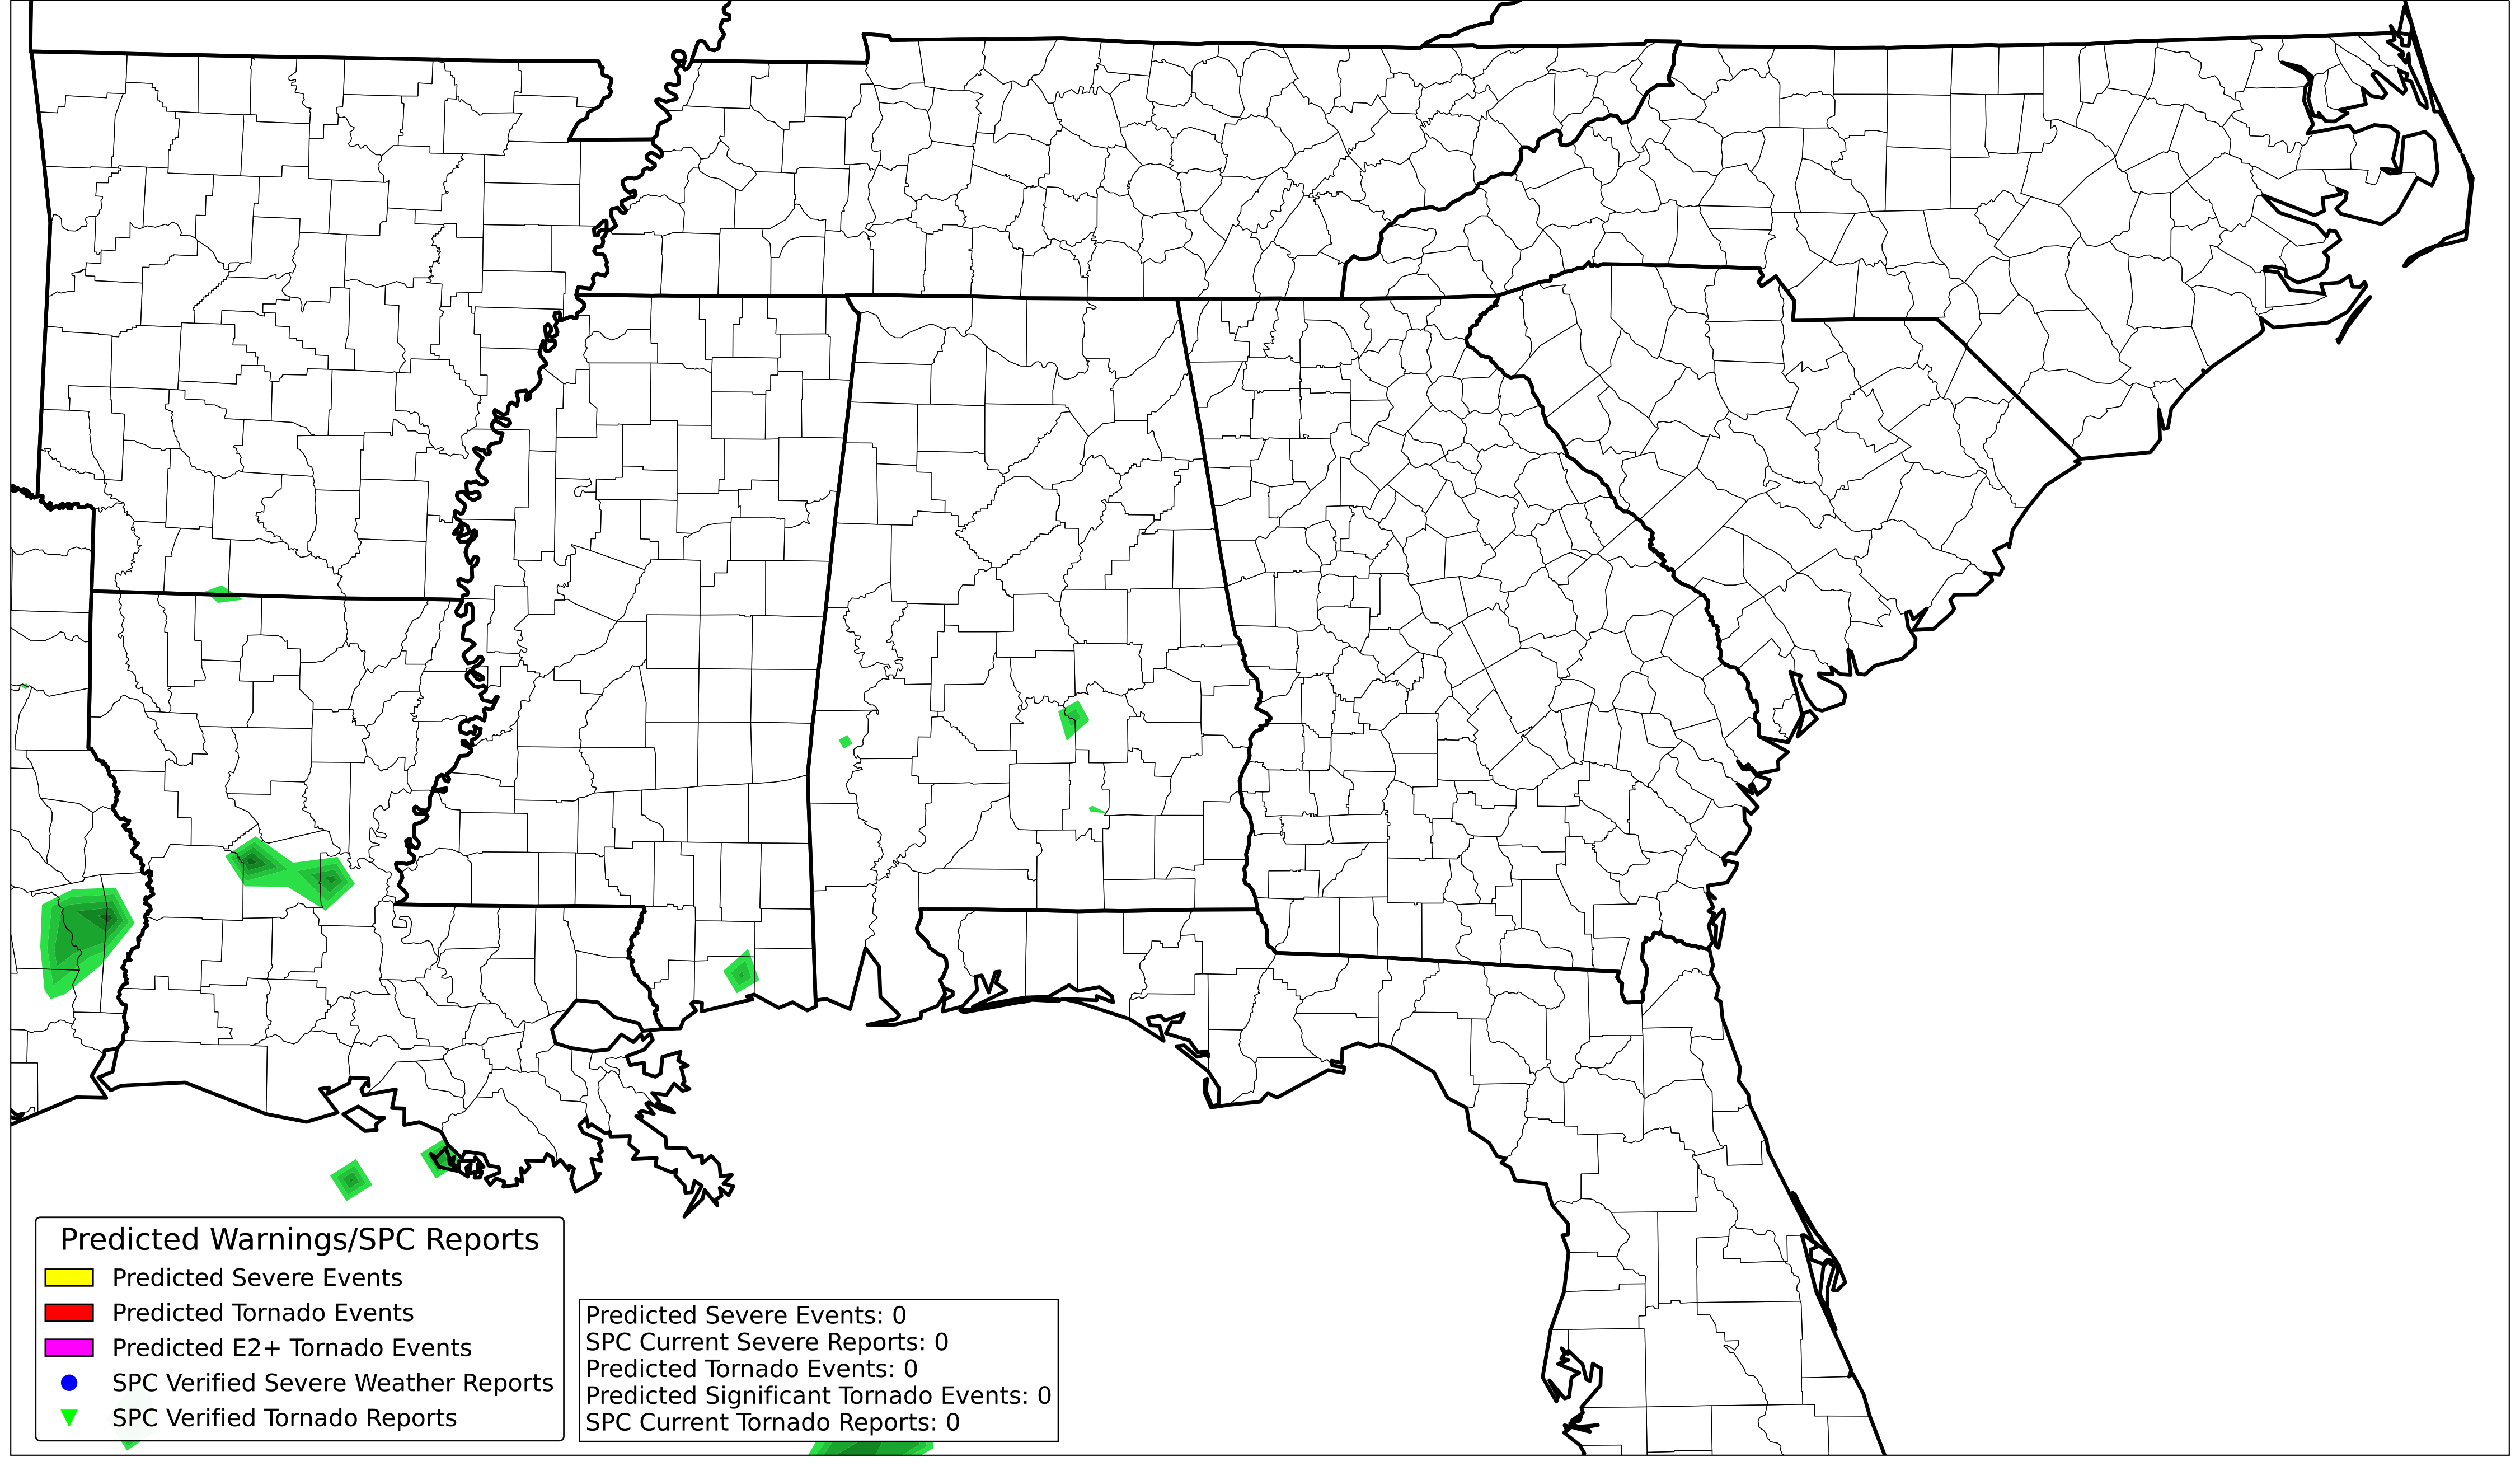 Predicted Warnings/SPC Reports
Predicted Severe Events
Predicted Tornado Events
Predicted E2+ Tornado Events
SPC Verified Severe Weather Reports
SPC Verified Tornado Reports
Predicted Severe Events: 0
SPC Current Severe Reports: 0
Predicted Tornado Events: 0
Predicted Significant Tornado Events: 0
SPC Current Tornado Reports: 0